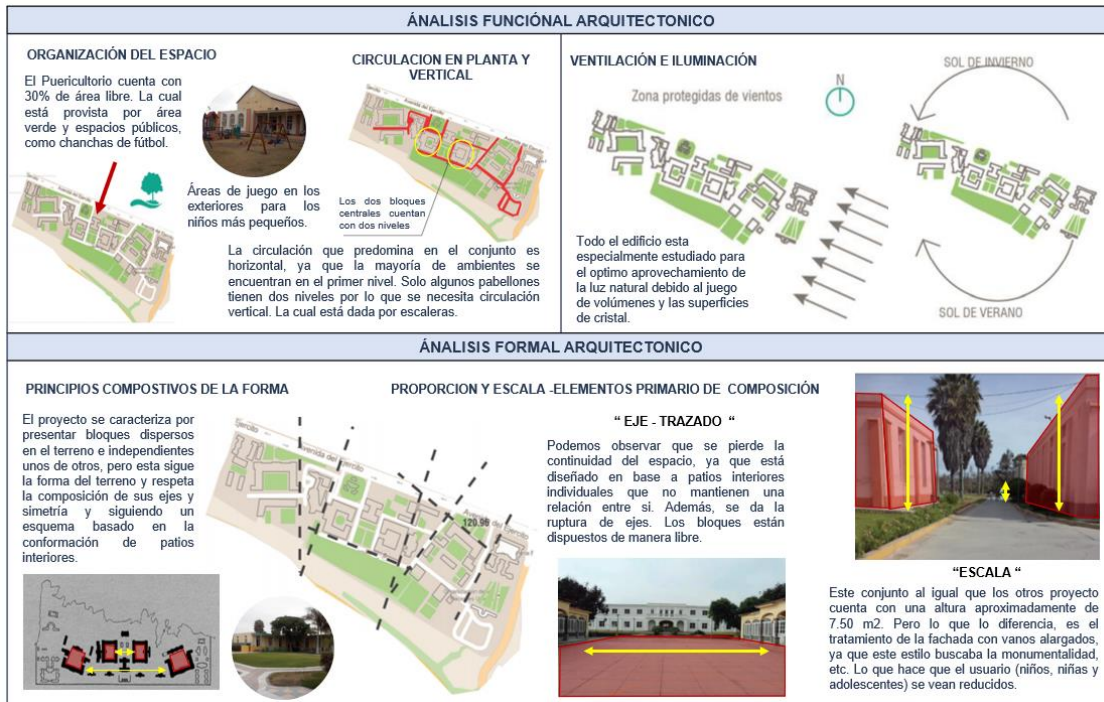 ÁNALISIS FUNCIÓNAL ARQUITECTONICO
ORGANIZACIÓN DEL ESPACIO
El Puericultorio cuenta con
30% de área libre. La cual
está provista por área
verde y espacios públicos,
como chanchas de fútbol.
Áreas de juego en los
exteriores para los
niños más pequeños.
CIRCULACION EN PLANTA Y
VERTICAL
Avenida del Ejercito
Los dos bloques
centrales cuentan
con dos niveles
La circulación que predomina en el conjunto es
horizontal, ya que la mayoría de ambientes se
encuentran en el primer nivel. Solo algunos pabellones
tienen dos niveles por lo que se necesita circulación
vertical. La cual está dada por escaleras.
VENTILACIÓN E ILUMINACIÓN
Zona protegidas de vientos
N
SOL DE INVIERNO
Todo el edificio esta
especialmente estudiado para
el optimo aprovechamiento de
la luz natural debido al juego
de volúmenes y las superficies
de cristal.
SOL DE VERANO
ÁNALISIS FORMAL ARQUITECTONICO
PRINCIPIOS COMPOSTIVOS DE LA FORMA
El proyecto se caracteriza por
presentar bloques dispersos
en el terreno e independientes
unos de otros, pero esta sigue
la forma del terreno y respeta
la composición de sus ejes y
simetría y siguiendo un
esquema basado en la
conformación de patios
interiores.
Ejercito
Avenida del Ejercito
Avenida del
120.95
PROPORCION Y ESCALA -ELEMENTOS PRIMARIO DE COMPOSICIÓN
“ EJE - TRAZADO “
Podemos observar que se pierde la
continuidad del espacio, ya que está
diseñado en base a patios interiores
individuales que no mantienen una
relación entre si. Además, se da la
ruptura de ejes. Los bloques están
dispuestos de manera libre.
“ESCALA “
Este conjunto al igual que los otros proyecto
cuenta con una altura aproximadamente de
7.50 m2. Pero lo que lo diferencia, es el
tratamiento de la fachada con vanos alargados,
ya que este estilo buscaba la monumentalidad,
etc. Lo que hace que el usuario (niños, niñas y
adolescentes) se vean reducidos.